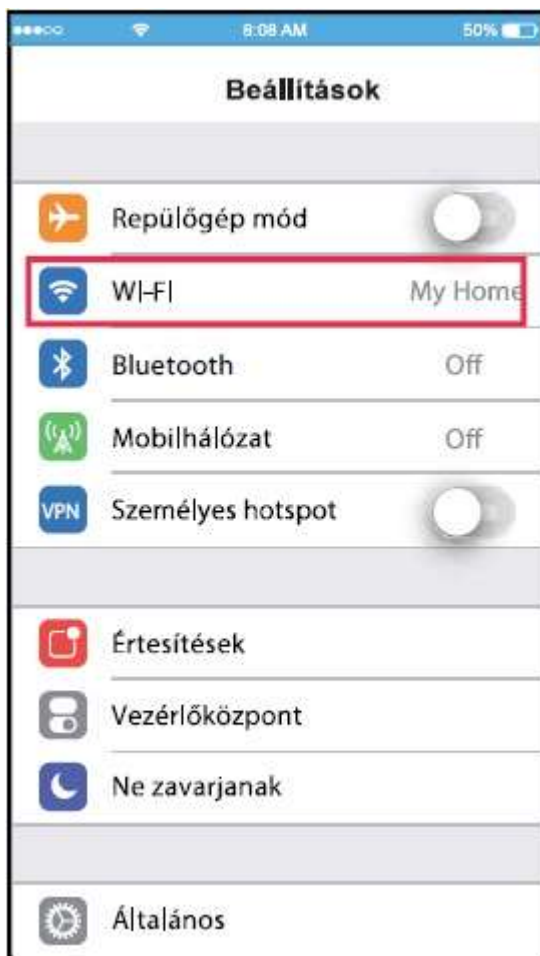 8:08 AM 50%
Beállítások
Repülőgép mód
WI-FI My Home
Bluetooth Off
Mobilhálózat Off
VPN Személyes hotspot
Értesítések
Vezérlőközpont
Ne zavarjanak
Általános